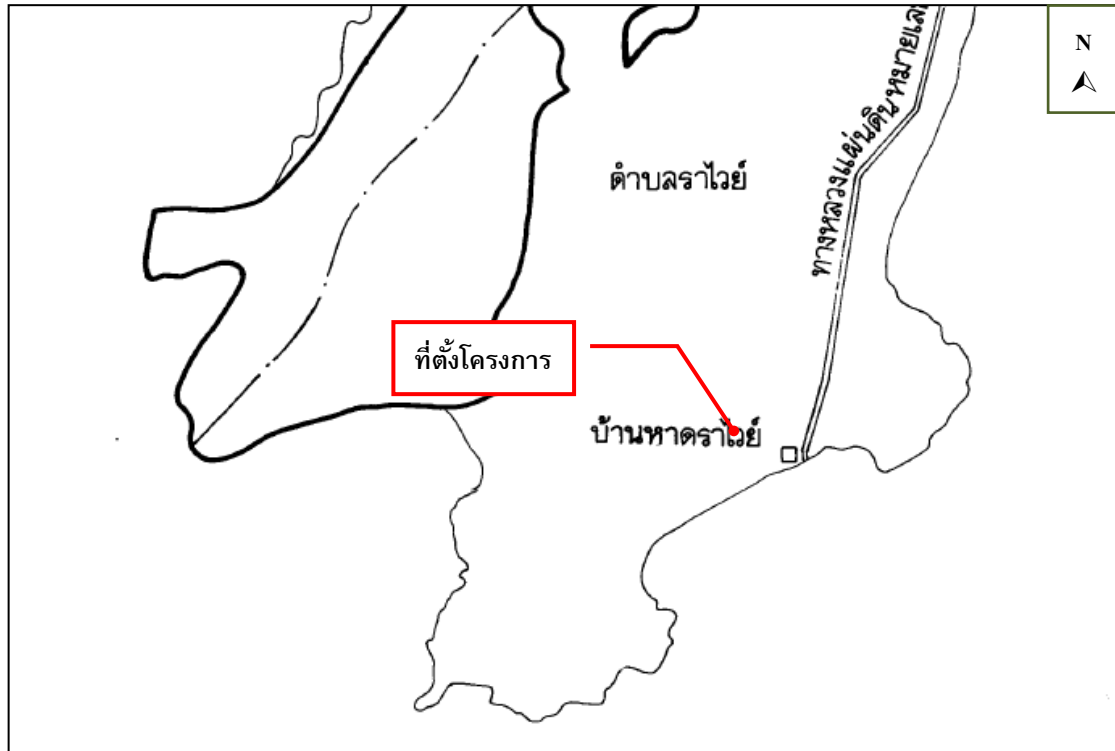 N
ทางหลวงแผ่นดินหมายเลข
ตำบลราไวย์
ที่ตั้งโครงการ
บ้านหาดราไวย์